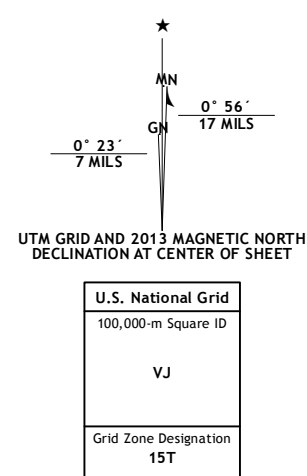 ★
MN
GN
0° 56´
17 MILS
0° 23´
7 MILS
UTM GRID AND 2013 MAGNETIC NORTH
DECLINATION AT CENTER OF SHEET
U.S. National Grid
100,000-m Square ID
VJ
Grid Zone Designation
15T